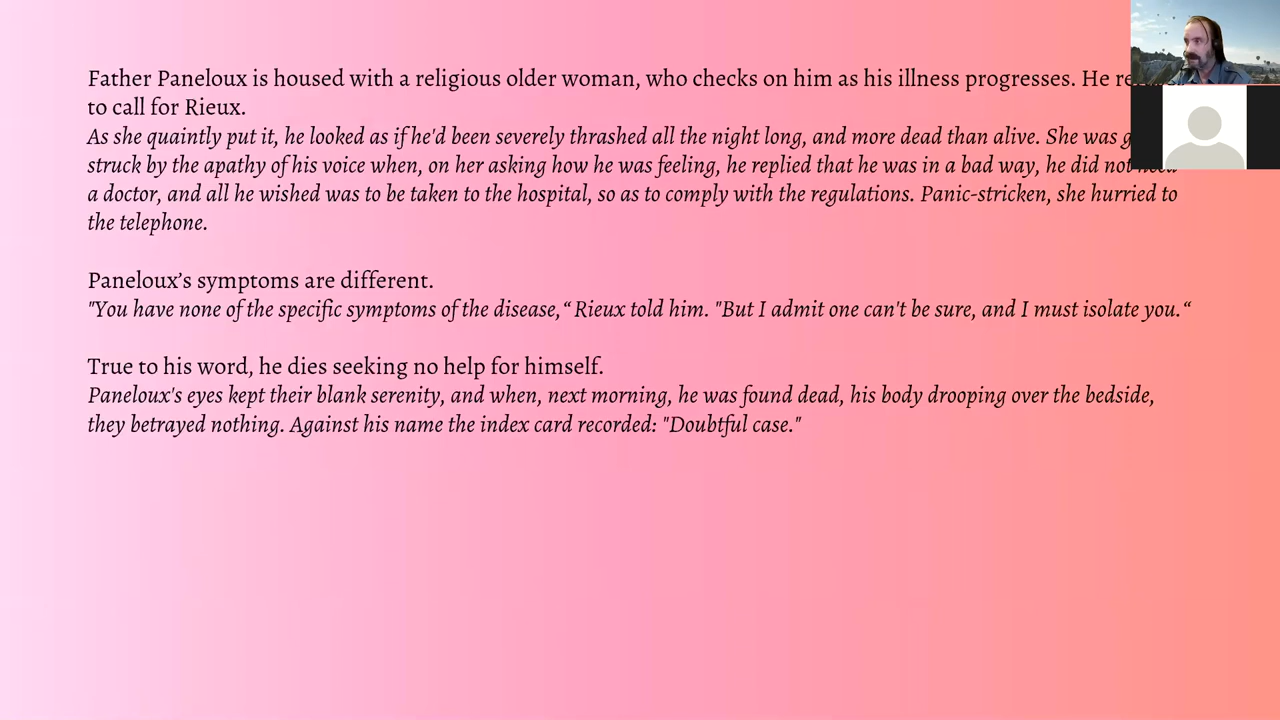 Father Paneloux is housed with a religious older woman, who checks on him as his illness progresses. He
to call for Rieux.
As she quaintly put it, he looked as if he'd been severely thrashed all the night long, and more dead than alive. She was
struck by the apathy of his voice when, on her asking how he was feeling, he replied that he was in a bad way, he did not need
a doctor, and all he wished was to be taken to the hospital, so as to comply with the regulations. Panic-stricken, she hurried to
the telephone.
Paneloux’s symptoms are different.
"You have none of the specific symptoms of the disease,“ Rieux told him. "But I admit one can't be sure, and I must isolate you.“
True to his word, he dies seeking no help for himself.
Paneloux's eyes kept their blank serenity, and when, next morning, he was found dead, his body drooping over the bedside,
they betrayed nothing. Against his name the index card recorded: "Doubtful case."